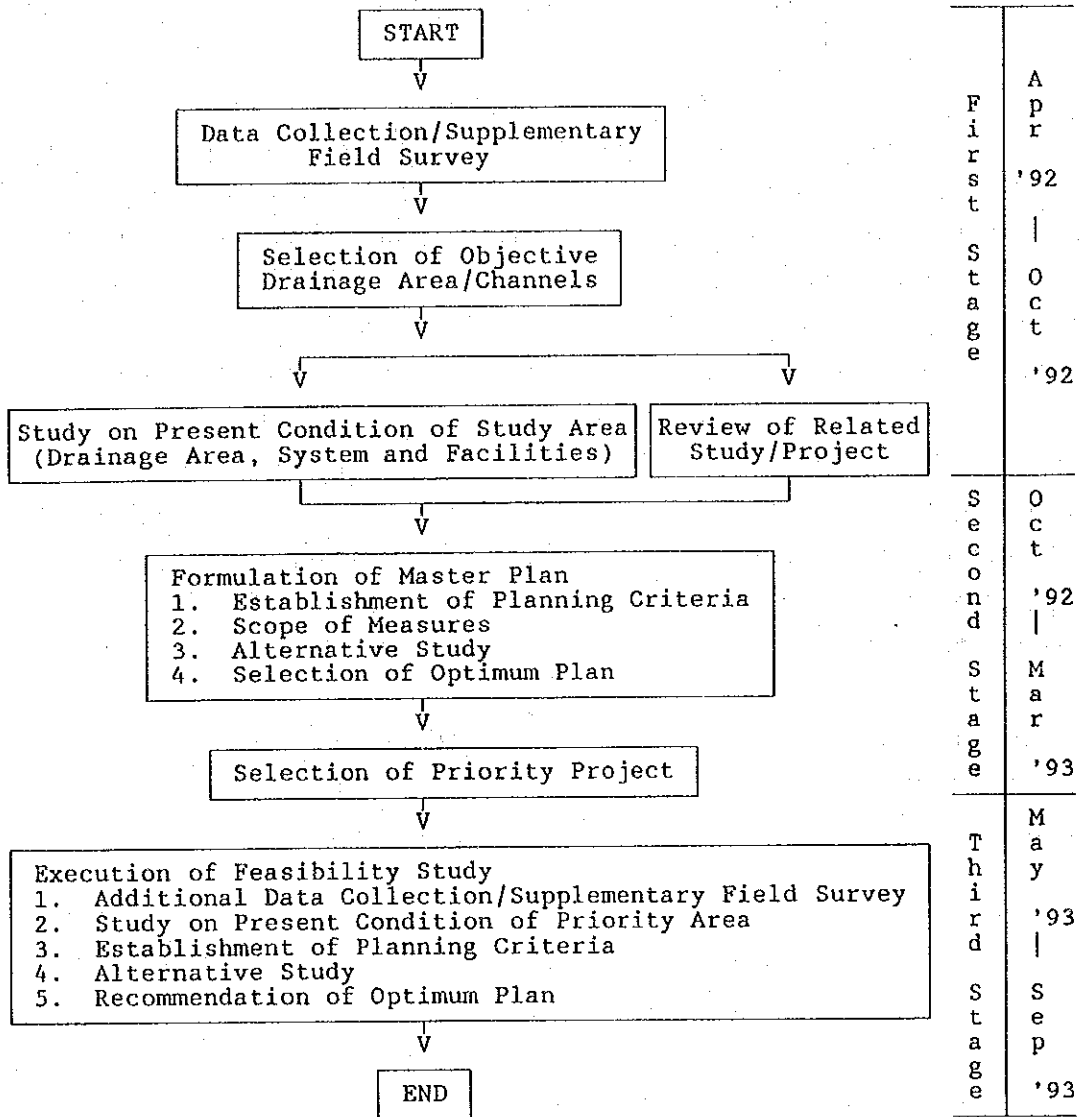 START
V
Data Collection/Supplementary
Field Survey
V
Selection of Objective
Drainage Area/Channels
V
V V
Study on Present Condition of Study Area
(Drainage Area, System and Facilities)
Review of Related
Study/Project
V
Formulation of Master Plan
1. Establishment of Planning Criteria
2. Scope of Measures
3. Alternative Study
4. Selection of Optimum Plan
V
Selection of Priority Project
V
Execution of Feasibility Study
1. Additional Data Collection/Supplementary Field Survey
2. Study on Present Condition of Priority Area
3. Establishment of Planning Criteria
4. Alternative Study
5. Recommendation of Optimum Plan
V
END
First Stage
Apr '92 | Oct '92
Second Stage
Oct '92 | Mar '93
Third Stage
May '93 | Sep '93